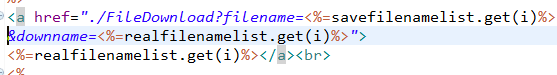 <a href="./FileDownload?filename=<%=savefilenamelist.get(i)%>
&downname=<%=realfilenamelist.get(i)%>">
<%=realfilenamelist.get(i)%></a><br>
<%